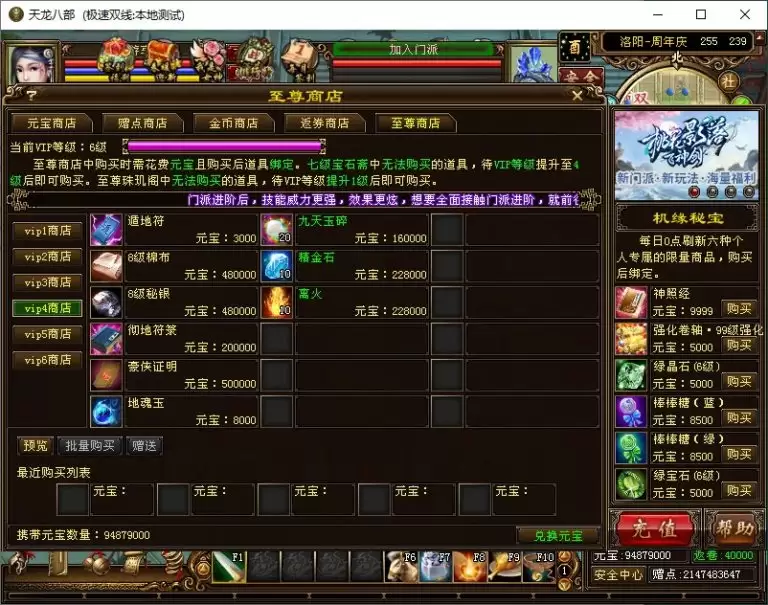 天龙八部 (极速双线:本地测试)
加入门派
洛阳-周年庆 255 239
北
安全
?
至尊商店
元宝商店
赠点商店
金币商店
返券商店
至尊商店
当前VIP等级：6级
至尊商店中购买时需花费元宝且购买后道具绑定。七级宝石斋中无法购买的道具，待VIP等级提升至4
级后即可购买。至尊珠玑阁中无法购买的道具，待VIP等级提升1级后即可购买。
门派进阶后，技能威力更强，效果更炫，想要全面接触门派进阶，就前往
vip1商店
vip2商店
vip3商店
vip4商店
vip5商店
vip6商店
遁地符
元宝：3000
20
九天玉碎
元宝：160000
8级棉布
元宝：480000
10
精金石
元宝：228000
8级秘银
元宝：480000
10
离火
元宝：228000
彻地符箓
元宝：200000
豪侠证明
元宝：500000
地魂玉
元宝：8000
预览
批量购买
赠送
最近购买列表
元宝：
元宝：
元宝：
元宝：
元宝：
携带元宝数量：94879000
兑换元宝
新门派·新玩法·海量福利
机缘秘宝
每日0点刷新六种个
人专属的限量商品，购买
后绑定。
神照经
元宝：9999
购买
强化卷轴·99级强化
元宝：5000
购买
绿晶石(6级)
元宝：5000
购买
棒棒糖（蓝）
元宝：8500
购买
棒棒糖（绿）
元宝：8500
购买
绿宝石(6级)
元宝：5000
购买
充值
帮助
F1
F6
F7
F8
F9
F10
1
元宝:94879000
返卷:40000
安全中心
赠点:2147483647